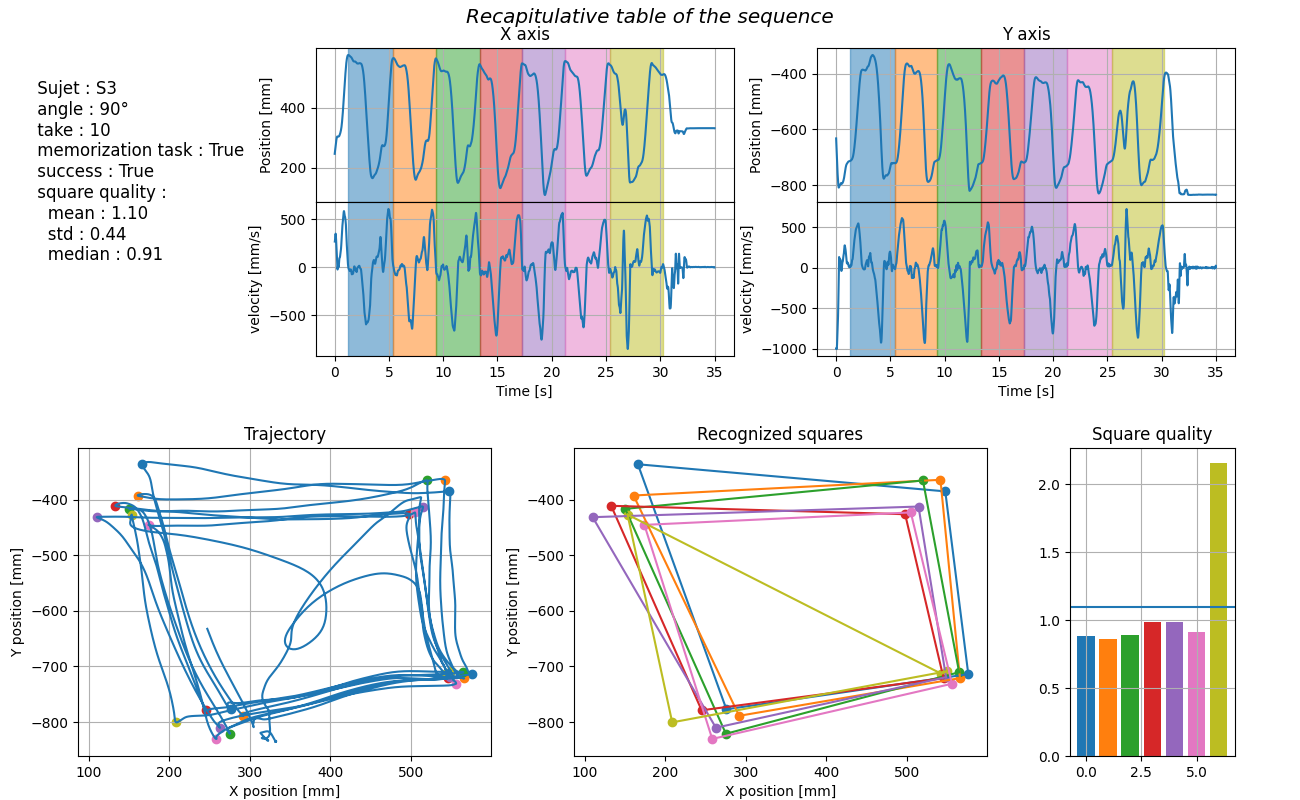 Recapitulative table of the sequence
X axis
Y axis
Sujet : S3
angle : 90°
take : 10
memorization task : True
success : True
square quality :
mean : 1.10
std : 0.44
median : 0.91
Position [mm]
400
200
velocity [mm/s]
500
0
−500
0 5 10 15 20 25 30 35
Time [s]
Position [mm]
−400
−600
−800
velocity [mm/s]
500
0
−500
−1000
0 5 10 15 20 25 30 35
Time [s]
Trajectory
Y position [mm]
−400
−500
−600
−700
−800
100 200 300 400 500
X position [mm]
Recognized squares
Y position [mm]
−400
−500
−600
−700
−800
100 200 300 400 500
X position [mm]
Square quality
2.0
1.5
1.0
0.5
0.0
0.0 2.5 5.0